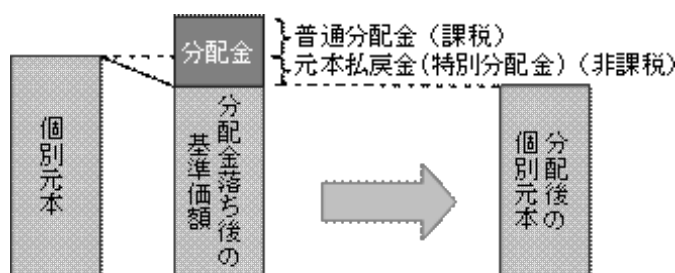 分配金
普通分配金（課税）
元本払戻金(特別分配金)（非課税）
個別元本
分配金落ち後の
基準価額
分配後の
個別元本